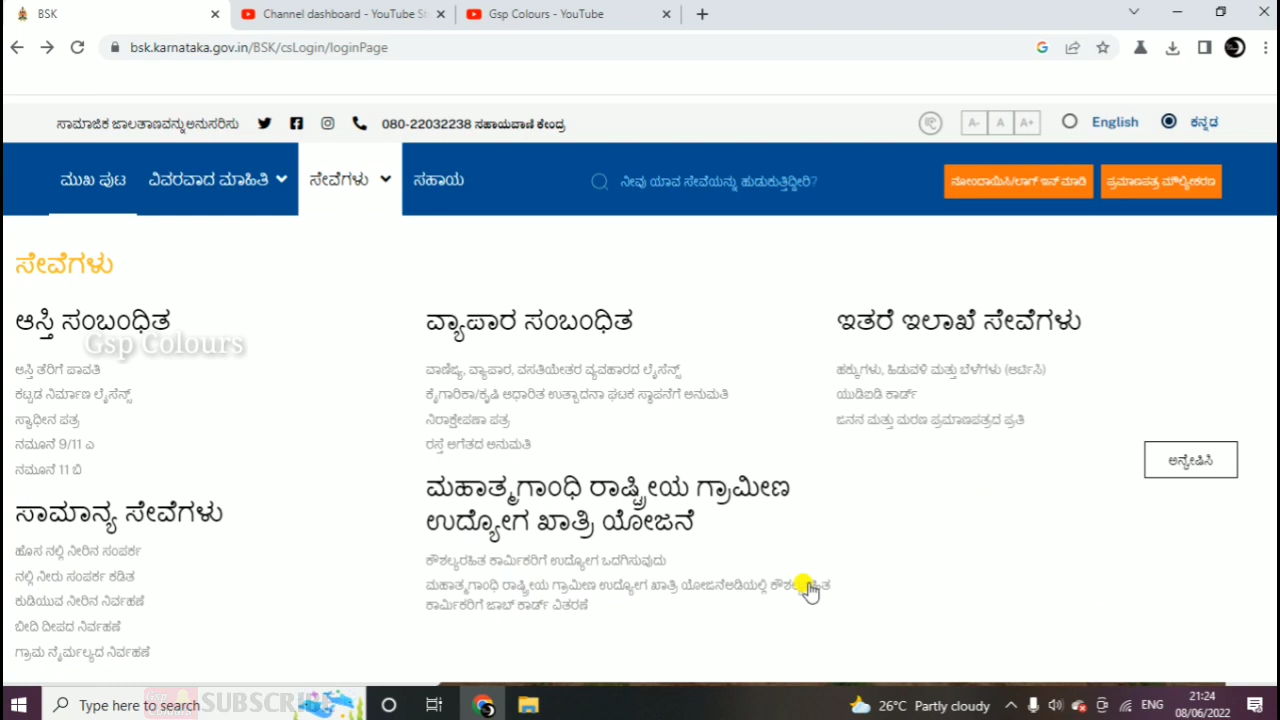 BSK
Channel dashboard - YouTube St
Gsp Colours - YouTube
bsk.karnataka.gov.in/BSK/csLogin/loginPage
ಸಾಮಾಜಿಕ ಜಾಲತಾಣವನ್ನು ಅನುಸರಿಸು 080-22032238 ಸಹಾಯವಾಣಿ ಕೇಂದ್ರ A- A A+ English ಕನ್ನಡ
ಮುಖ ಪುಟ ವಿವರವಾದ ಮಾಹಿತಿ ಸೇವೆಗಳು ಸಹಾಯ ನೀವು ಯಾವ ಸೇವೆಯನ್ನು ಹುಡುಕುತ್ತಿದ್ದೀರಿ? ನೋಂದಾಯಿಸಿ/ಲಾಗ್ ಇನ್ ಮಾಡಿ ಪ್ರಮಾಣಪತ್ರ ಮೌಲ್ಯೀಕರಣ
ಸೇವೆಗಳು
ಆಸ್ತಿ ಸಂಬಂಧಿತ
Gsp Colours
ಆಸ್ತಿ ತೆರಿಗೆ ಪಾವತಿ
ಕಟ್ಟಡ ನಿರ್ಮಾಣ ಲೈಸೆನ್ಸ್
ಸ್ವಾಧೀನ ಪತ್ರ
ನಮೂನೆ 9/11 ಎ
ನಮೂನೆ 11 ಬಿ
ಸಾಮಾನ್ಯ ಸೇವೆಗಳು
ಹೊಸ ನಲ್ಲಿ ನೀರಿನ ಸಂಪರ್ಕ
ನಲ್ಲಿ ನೀರು ಸಂಪರ್ಕ ಕಡಿತ
ಕುಡಿಯುವ ನೀರಿನ ನಿರ್ವಹಣೆ
ಬೀದಿ ದೀಪದ ನಿರ್ವಹಣೆ
ಗ್ರಾಮ ನೈರ್ಮಲ್ಯದ ನಿರ್ವಹಣೆ
ವ್ಯಾಪಾರ ಸಂಬಂಧಿತ
ವಾಣಿಜ್ಯ, ವ್ಯಾಪಾರ, ವಸತಿಯೇತರ ವ್ಯವಹಾರದ ಲೈಸೆನ್ಸ್
ಕೈಗಾರಿಕಾ/ಕೃಷಿ ಆಧಾರಿತ ಉತ್ಪಾದನಾ ಘಟಕ ಸ್ಥಾಪನೆಗೆ ಅನುಮತಿ
ನಿರಾಕ್ಷೇಪಣಾ ಪತ್ರ
ರಸ್ತೆ ಅಗೆತದ ಅನುಮತಿ
ಮಹಾತ್ಮಗಾಂಧಿ ರಾಷ್ಟ್ರೀಯ ಗ್ರಾಮೀಣ
ಉದ್ಯೋಗ ಖಾತ್ರಿ ಯೋಜನೆ
ಕೌಶಲ್ಯರಹಿತ ಕಾರ್ಮಿಕರಿಗೆ ಉದ್ಯೋಗ ಒದಗಿಸುವುದು
ಮಹಾತ್ಮಗಾಂಧಿ ರಾಷ್ಟ್ರೀಯ ಗ್ರಾಮೀಣ ಉದ್ಯೋಗ ಖಾತ್ರಿ ಯೋಜನೆಅಡಿಯಲ್ಲಿ ಕೌಶಲ್ಯರಹಿತ
ಕಾರ್ಮಿಕರಿಗೆ ಜಾಬ್ ಕಾರ್ಡ್ ವಿತರಣೆ
ಇತರೆ ಇಲಾಖೆ ಸೇವೆಗಳು
ಹಕ್ಕುಗಳು, ಹಿಡುವಳಿ ಮತ್ತು ಬೆಳೆಗಳು (ಆರ್ಟಿಸಿ)
ಯುಡಿಐಡಿ ಕಾರ್ಡ್
ಜನನ ಮತ್ತು ಮರಣ ಪ್ರಮಾಣಪತ್ರದ ಪ್ರತಿ
ಅನ್ವೇಷಿಸಿ
Type here to search
Gsp Colours
SUBSCRIBE
26°C Partly cloudy
ENG
21:24
08/06/2022